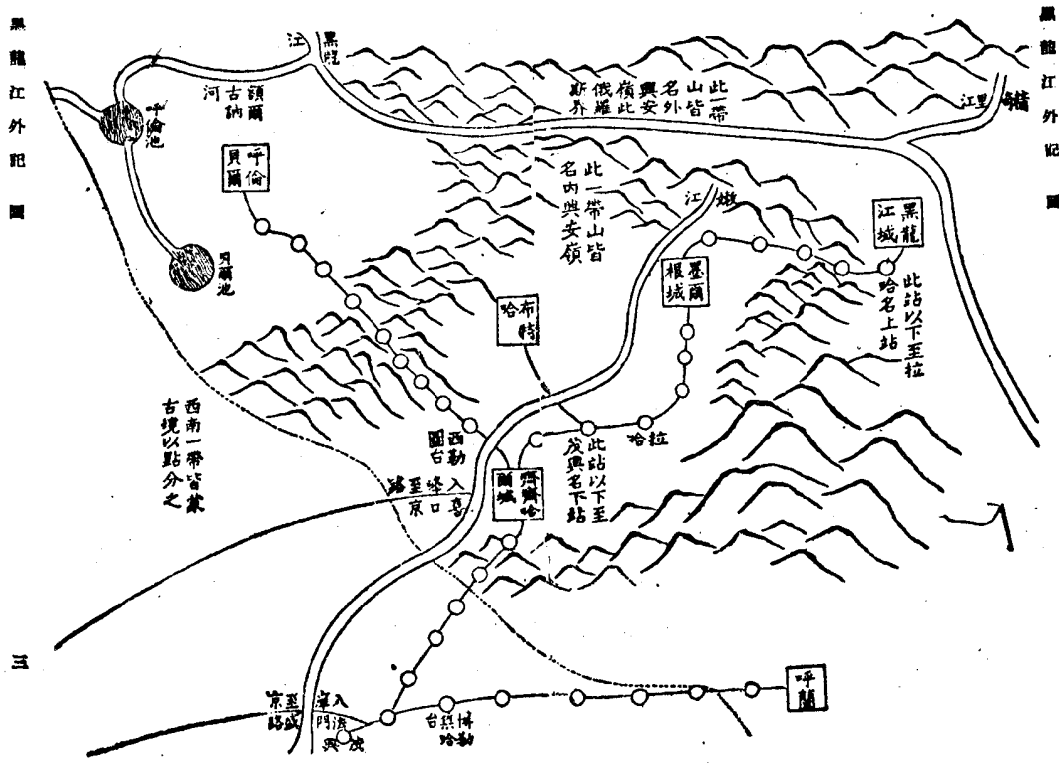 黑龍江外記 圖
黑龍江外記 圖
三
精奇里江
此一帶
山皆
名外
興安
嶺此
俄羅
斯界
黑龍江
額爾
古訥
河
呼倫池
貝爾池
呼倫
貝爾
此一帶山皆
名內興安嶺
嫩江
黑龍
江城
此站以下至拉
哈名上站
墨爾
根城
布特
哈
拉哈
此站以下至
茂興名下站
齊齊哈
爾城
西勒
圖台
入喜
峰口
至京
路
西南一帶皆蒙
古境以點分之
呼蘭
博勒
哈
台
茂興
入
法
門
至盛
京
路